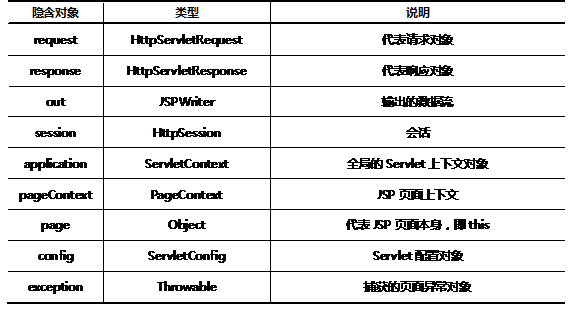 隐含对象 类型 说明
request HttpServletRequest 代表请求对象
response HttpServletResponse 代表响应对象
out JSPWriter 输出的数据流
session HttpSession 会话
application ServletContext 全局的 Servlet 上下文对象
pageContext PageContext JSP 页面上下文
page Object 代表 JSP 页面本身，即 this
config ServletConfig Servlet 配置对象
exception Throwable 捕获的页面异常对象